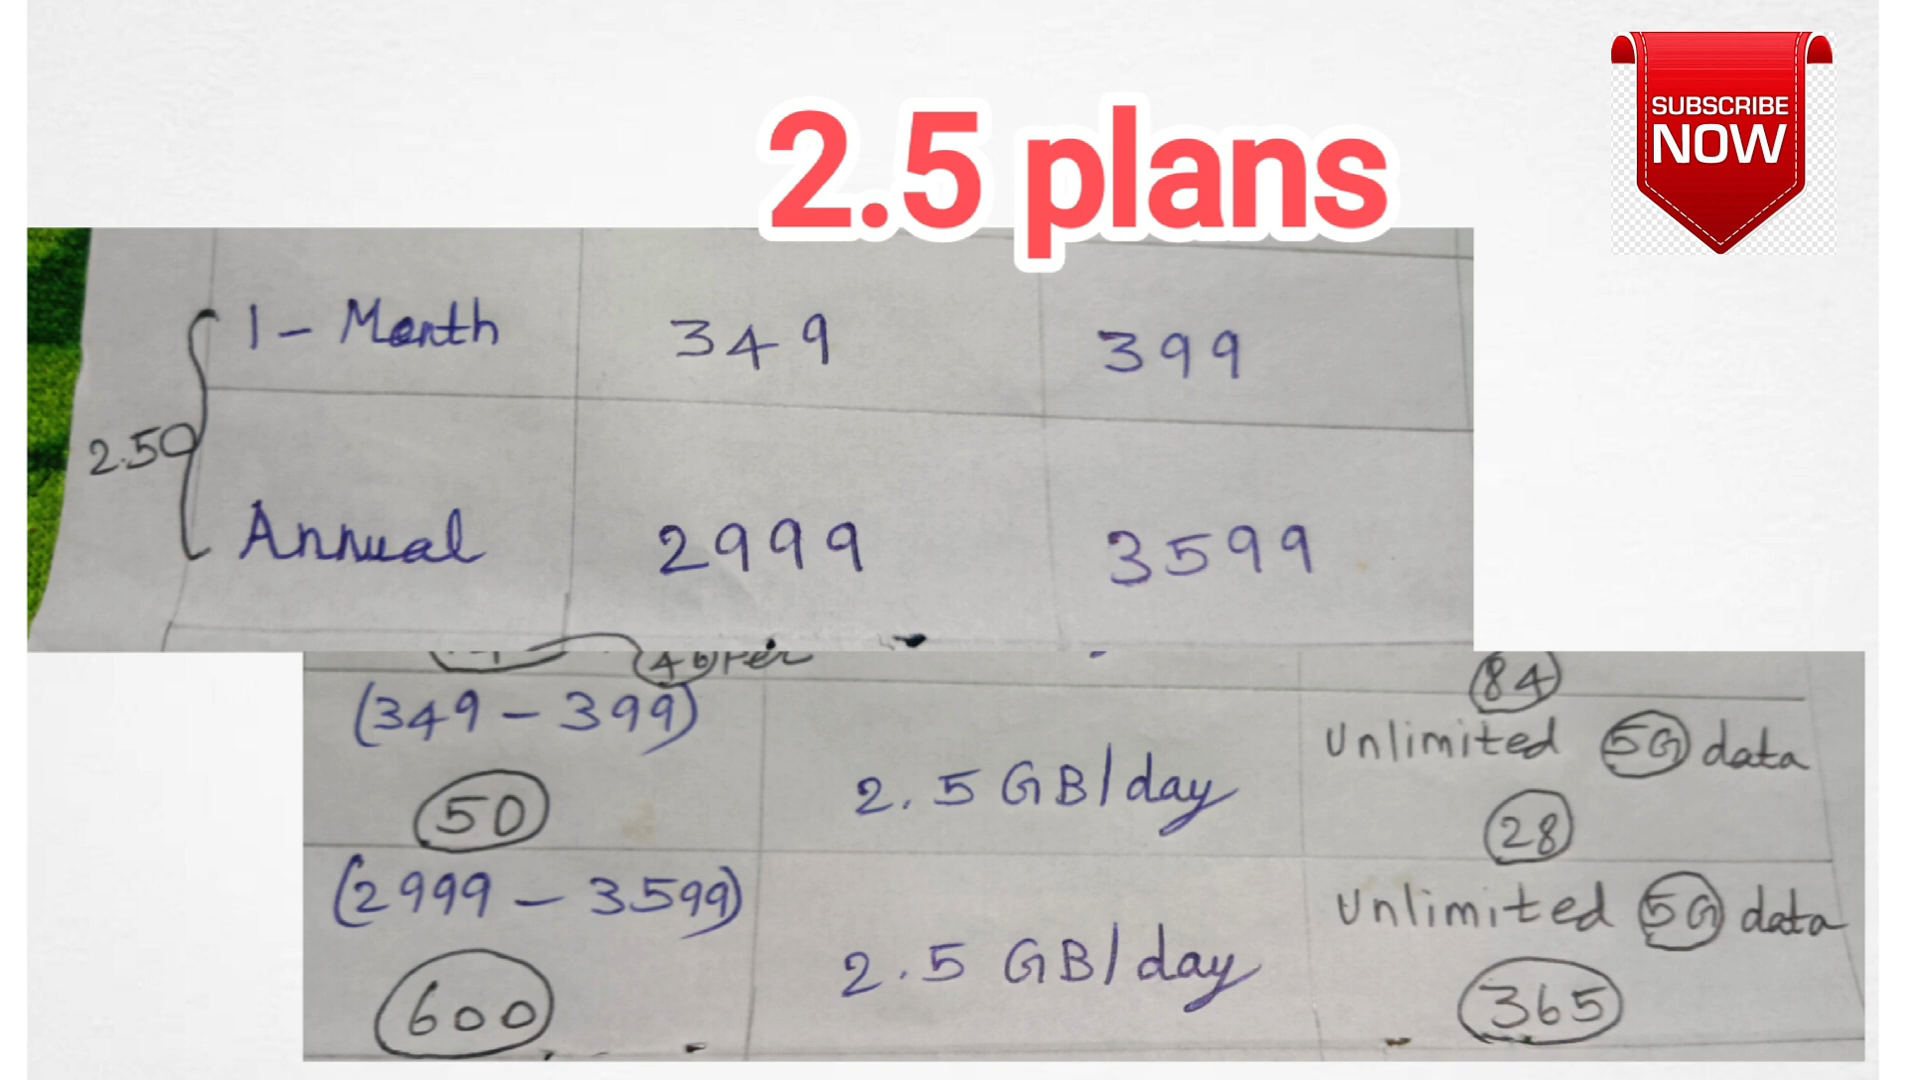 2.5 plans
SUBSCRIBE
NOW
1 - Month 349 399
2.50
Annual 2999 3599
84
(349 - 399)
50
2.5 GB/day
Unlimited 5G data
28
(2999 - 3599)
600
2.5 GB/day
Unlimited 5G data
365